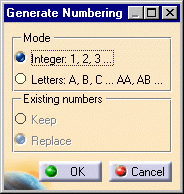 Generate Numbering
Mode
Integer: 1, 2, 3 ...
Letters: A, B, C ... AA, AB ...
Existing numbers
Keep
Replace
OK
Cancel